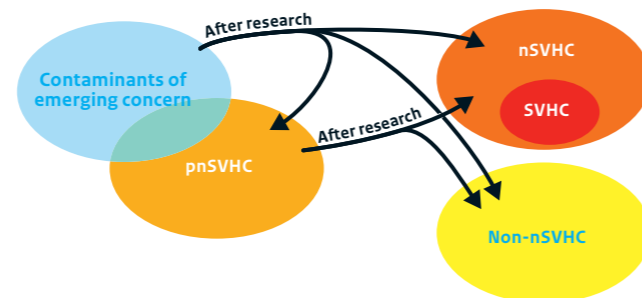 After research
nSVHC
Contaminants of
emerging concern
SVHC
After research
pnSVHC
Non-nSVHC